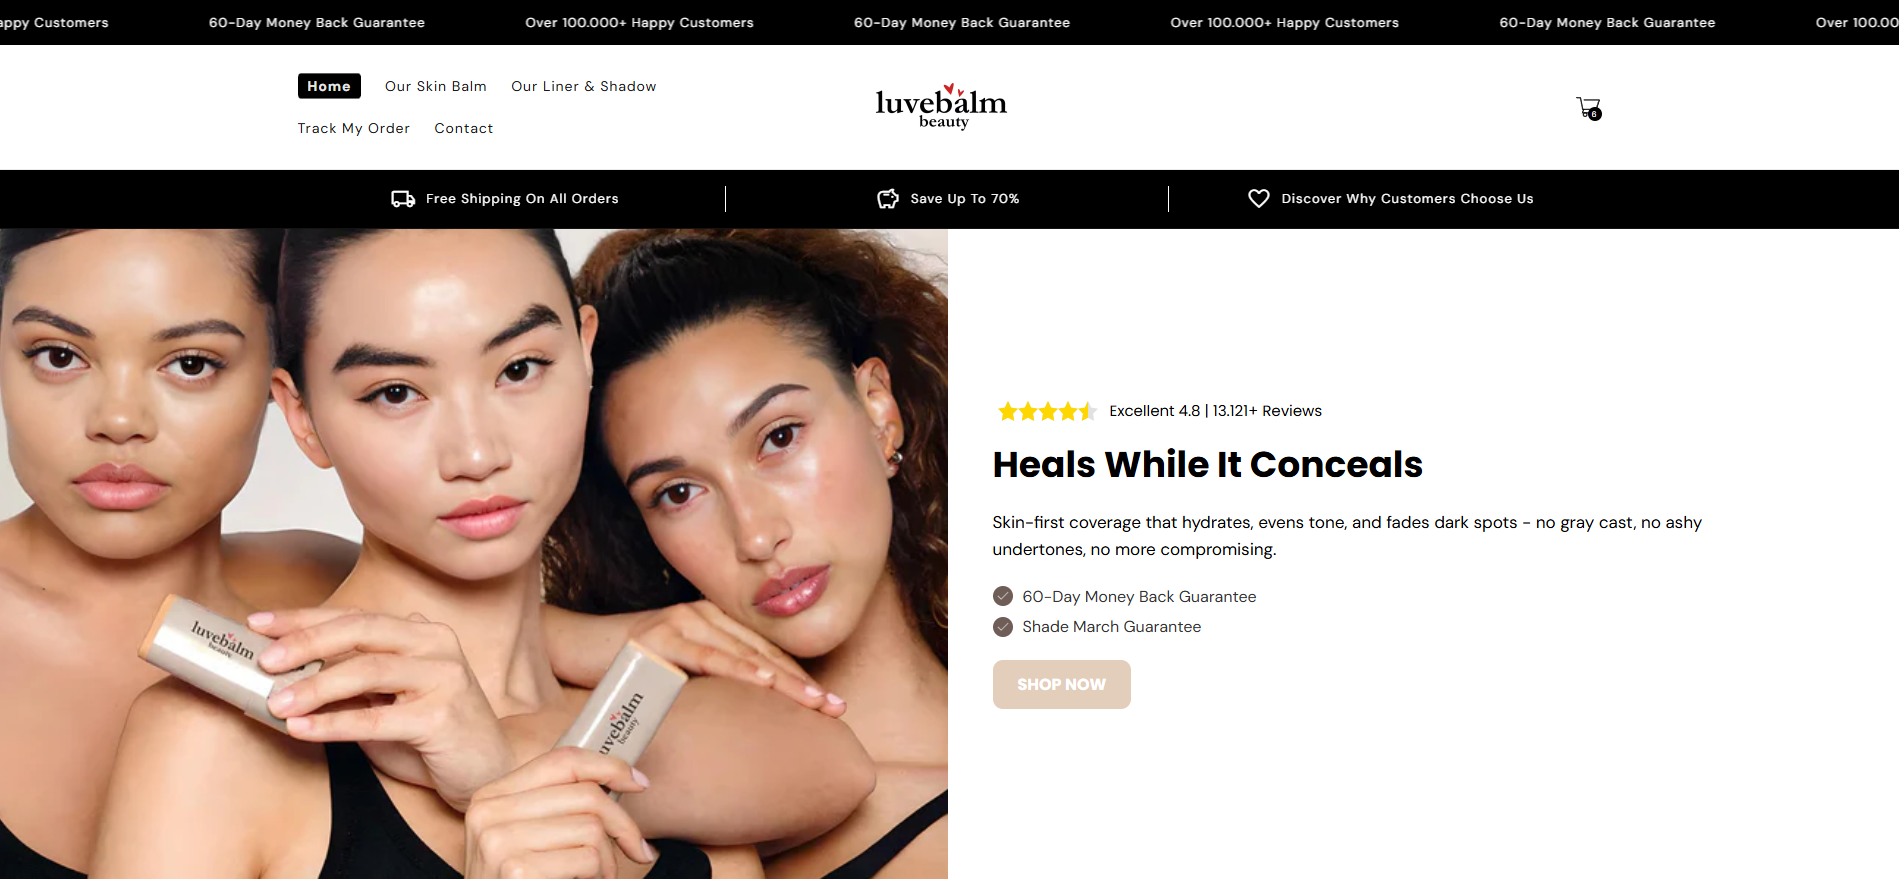 ppy Customers 60-Day Money Back Guarantee Over 100.000+ Happy Customers 60-Day Money Back Guarantee Over 100.000+ Happy Customers 60-Day Money Back Guarantee Over 100.00
Home Our Skin Balm Our Liner & Shadow
Track My Order Contact
luvebalm
beauty
6
Free Shipping On All Orders Save Up To 70% Discover Why Customers Choose Us
Excellent 4.8 | 13.121+ Reviews
Heals While It Conceals
Skin-first coverage that hydrates, evens tone, and fades dark spots - no gray cast, no ashy
undertones, no more compromising.
60-Day Money Back Guarantee
Shade March Guarantee
SHOP NOW
luvebalm
beauty
uvebalm
beauty